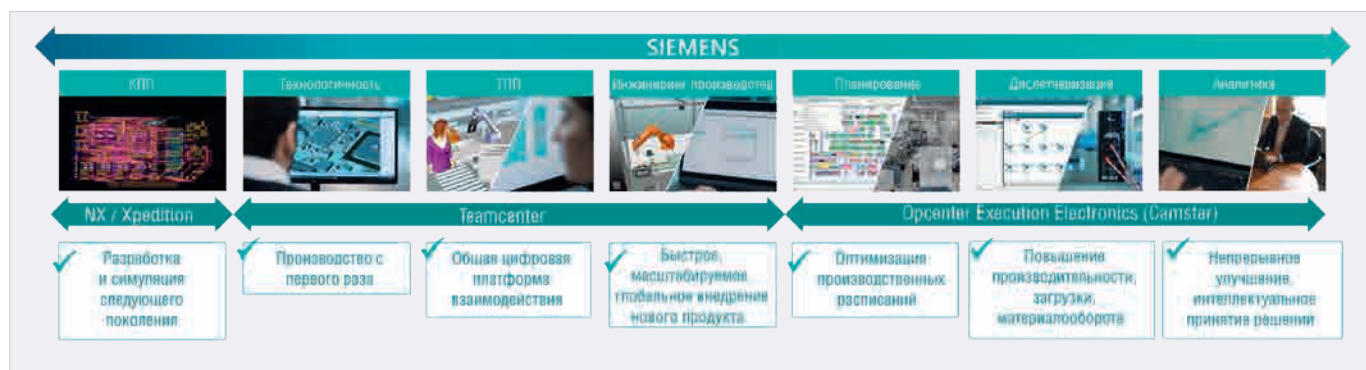 SIEMENS
КПП
Технологичность
ТПП
Инжиниринг производств
Планирование
Диспетчеризация
Аналитика
NX / Xpedition
Teamcenter
Opcenter Execution Electronics (Camstar)
Разработка
и симуляция
следующего
поколения
Производство с
первого раза
Общая цифровая
платформа
взаимодействия
Быстрое,
масштабируемое
глобальное внедрение
нового продукта
Оптимизация
производственных
расписаний
Повышение
производительности,
загрузки,
материалооборота
Непрерывное
улучшение,
интеллектуальное
принятие решений